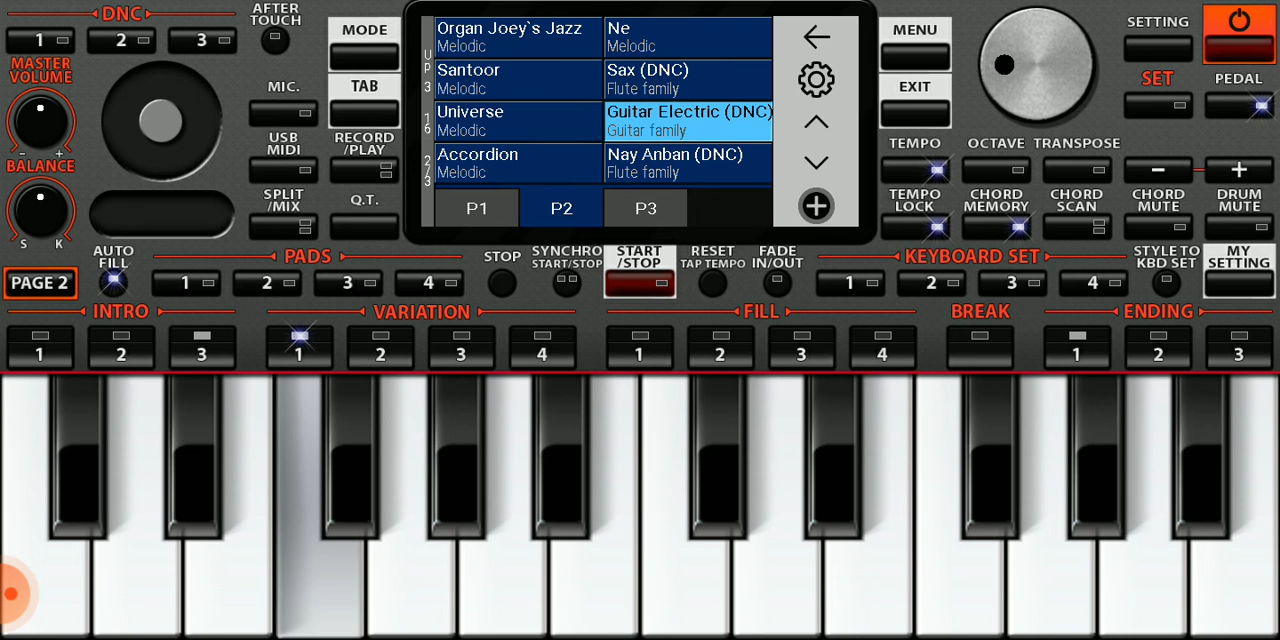 DNC
1
2
3
AFTER
TOUCH
MASTER
VOLUME
-
+
BALANCE
S
K
MIC.
USB
MIDI
SPLIT
/MIX
MODE
TAB
RECORD
/PLAY
Q.T.
UP 3
16
2/3
Organ Joey`s Jazz
Melodic
Ne
Melodic
Santoor
Melodic
Sax (DNC)
Flute family
Universe
Melodic
Guitar Electric (DNC)
Guitar family
Accordion
Melodic
Nay Anban (DNC)
Flute family
P1
P2
P3
MENU
EXIT
SETTING
SET
PEDAL
TEMPO
OCTAVE
TRANSPOSE
-
+
TEMPO
LOCK
CHORD
MEMORY
CHORD
SCAN
CHORD
MUTE
DRUM
MUTE
PAGE 2
AUTO
FILL
PADS
1
2
3
4
STOP
SYNCHRO
START/STOP
START
/STOP
RESET
TAP TEMPO
FADE
IN/OUT
KEYBOARD SET
1
2
3
4
STYLE TO
KBD SET
MY
SETTING
INTRO
1
2
3
VARIATION
1
2
3
4
FILL
1
2
3
4
BREAK
ENDING
1
2
3